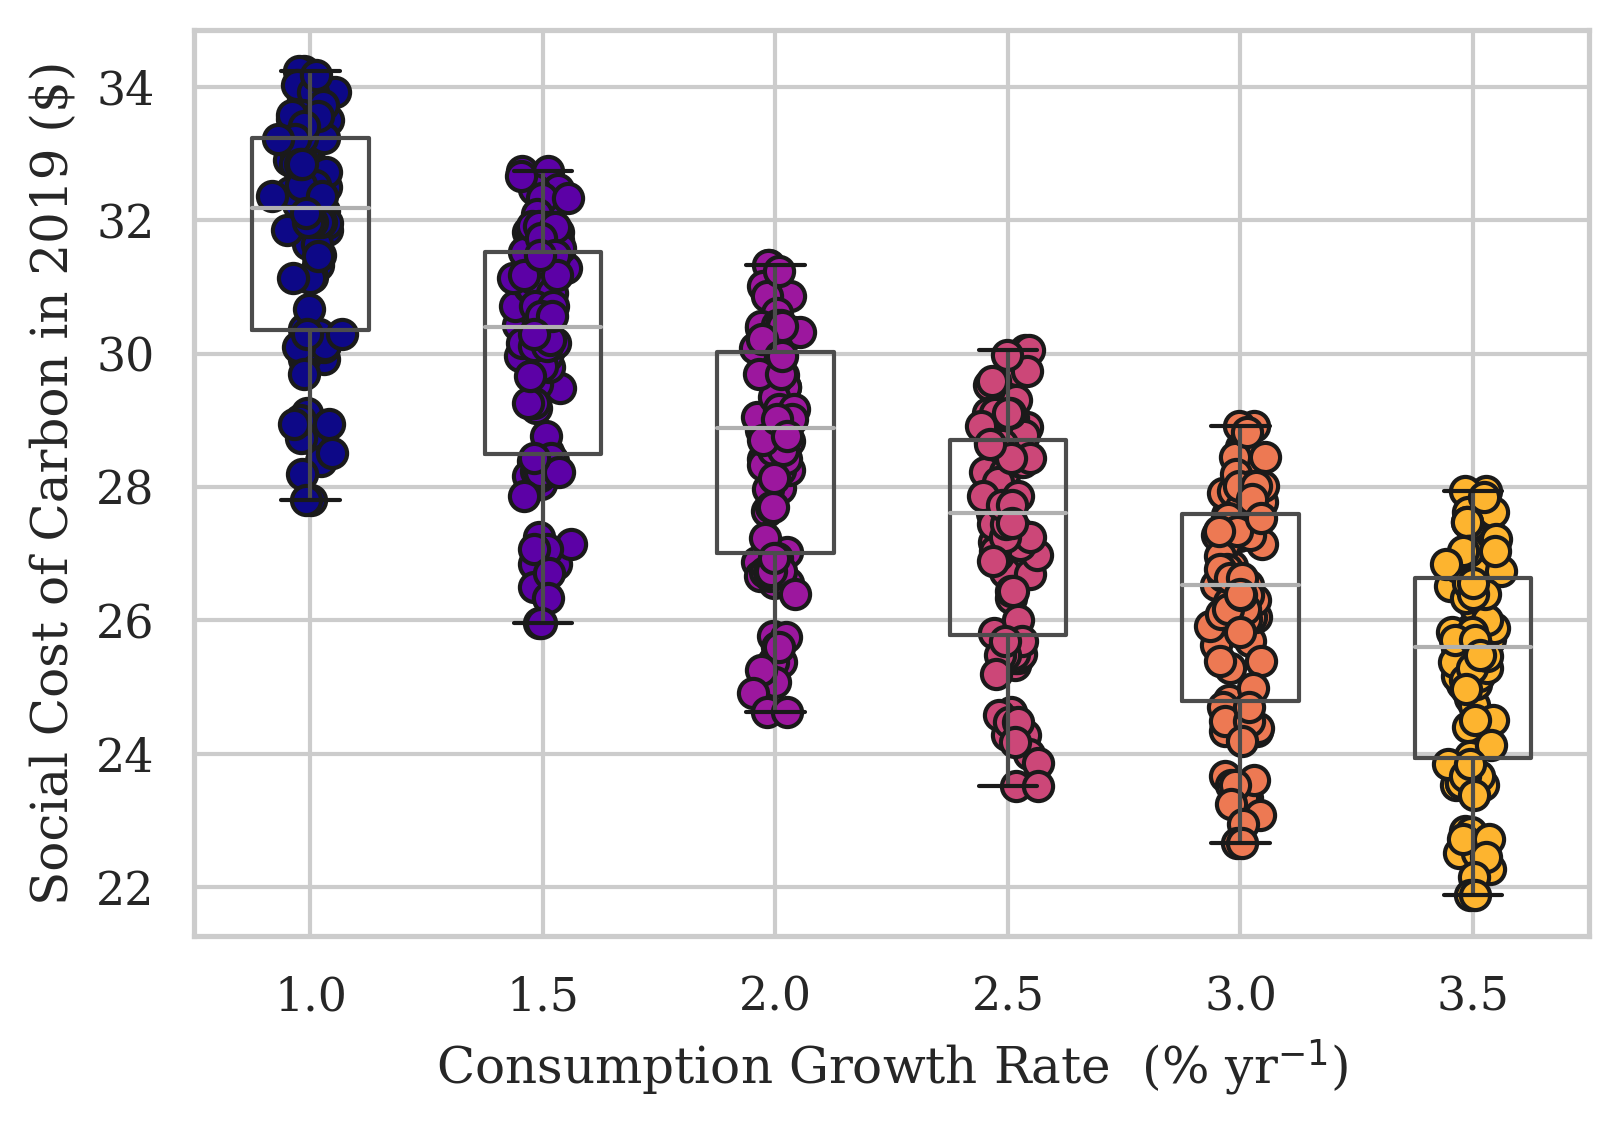 Social Cost of Carbon in 2019 ($)
34
32
30
28
26
24
22
1.0 1.5 2.0 2.5 3.0 3.5
Consumption Growth Rate (% yr⁻¹)